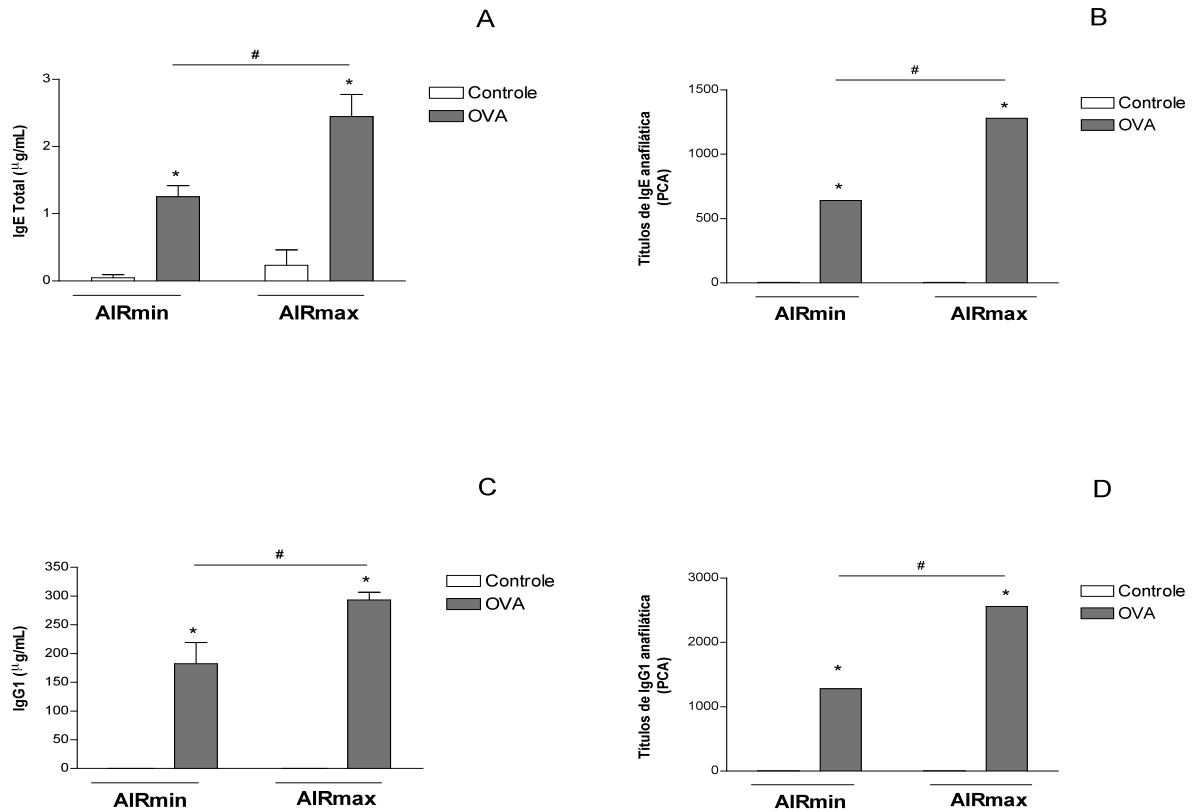 A
#
3
2
1
0
IgE Total (µg/mL)
*
*
Controle
OVA
AIRmin
AIRmax
B
#
1500
1000
500
0
Títulos de IgE anafilática
(PCA)
*
*
Controle
OVA
AIRmin
AIRmax
C
#
350
300
250
200
150
100
50
0
IgG1 (µg/mL)
*
*
Controle
OVA
AIRmin
AIRmax
D
#
3000
2000
1000
0
Títulos de IgG1 anafilática
(PCA)
*
*
Controle
OVA
AIRmin
AIRmax